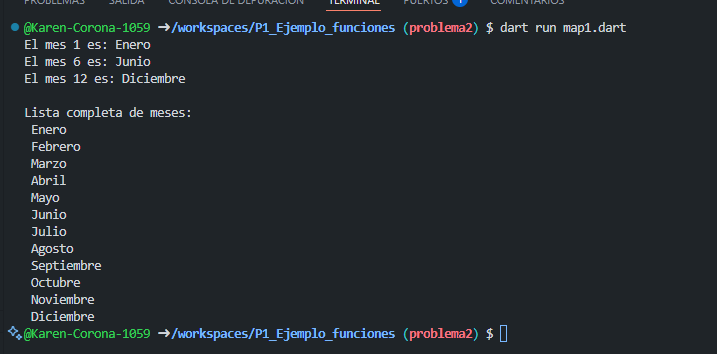 PROBLEMAS SALIDA CONSOLA DE DEPURACIÓN TERMINAL PUERTOS 1 COMENTARIOS
@Karen-Corona-1059 ➜/workspaces/P1_Ejemplo_funciones (problema2) $ dart run map1.dart
El mes 1 es: Enero
El mes 6 es: Junio
El mes 12 es: Diciembre
Lista completa de meses:
Enero
Febrero
Marzo
Abril
Mayo
Junio
Julio
Agosto
Septiembre
Octubre
Noviembre
Diciembre
@Karen-Corona-1059 ➜/workspaces/P1_Ejemplo_funciones (problema2) $